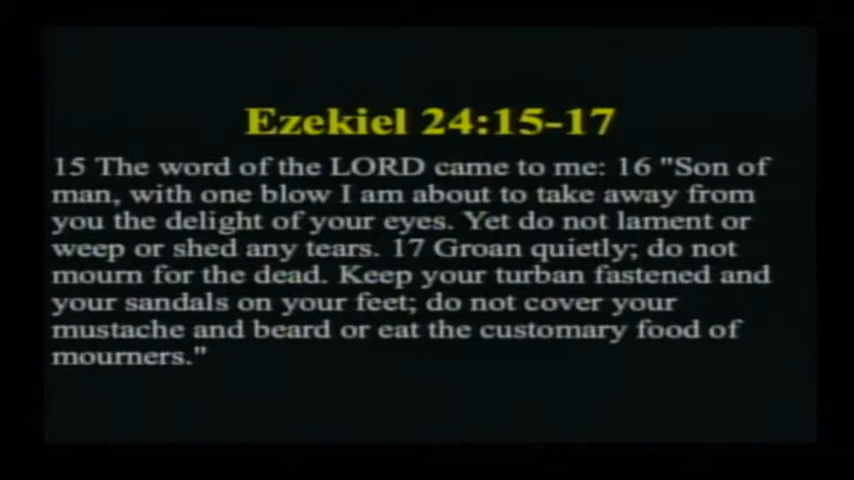 Ezekiel 24:15-17
15 The word of the LORD came to me: 16 "Son of
man, with one blow I am about to take away from
you the delight of your eyes. Yet do not lament or
weep or shed any tears. 17 Groan quietly; do not
mourn for the dead. Keep your turban fastened and
your sandals on your feet; do not cover your
mustache and beard or eat the customary food of
mourners."